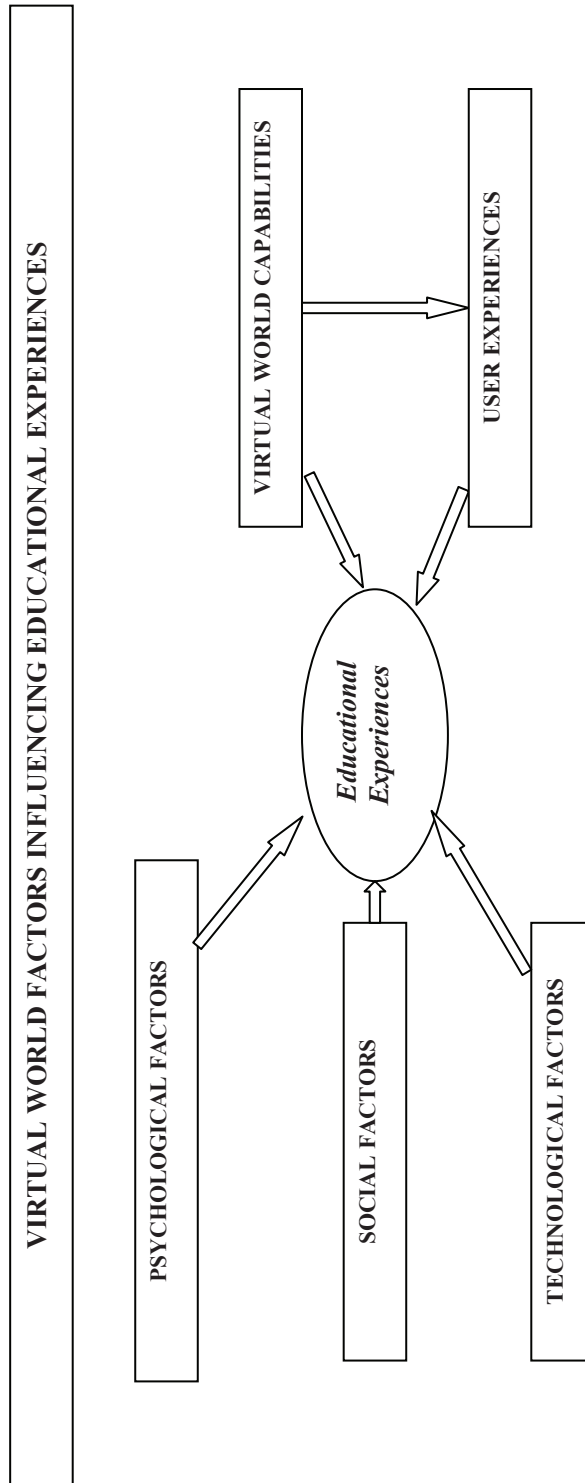 VIRTUAL WORLD FACTORS INFLUENCING EDUCATIONAL EXPERIENCES
PSYCHOLOGICAL FACTORS
VIRTUAL WORLD CAPABILITIES
Educational
Experiences
SOCIAL FACTORS
USER EXPERIENCES
TECHNOLOGICAL FACTORS